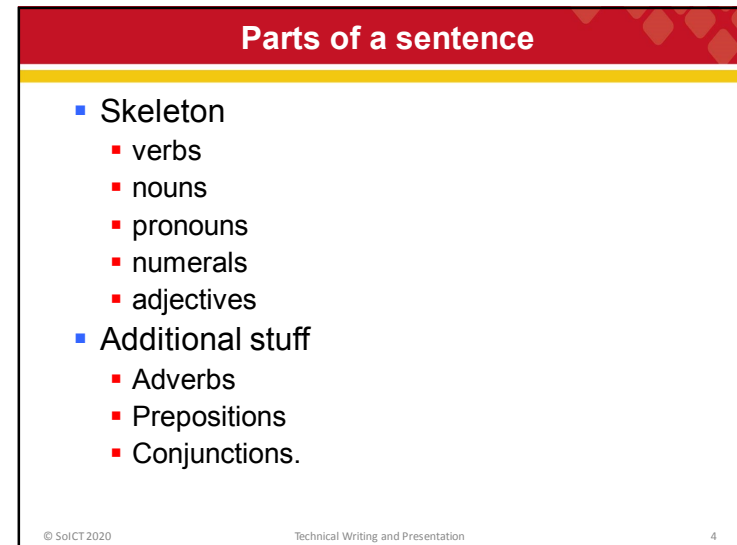 Parts of a sentence
Skeleton
verbs
nouns
pronouns
numerals
adjectives
Additional stuff
Adverbs
Prepositions
Conjunctions.
© SoICT 2020 Technical Writing and Presentation 4